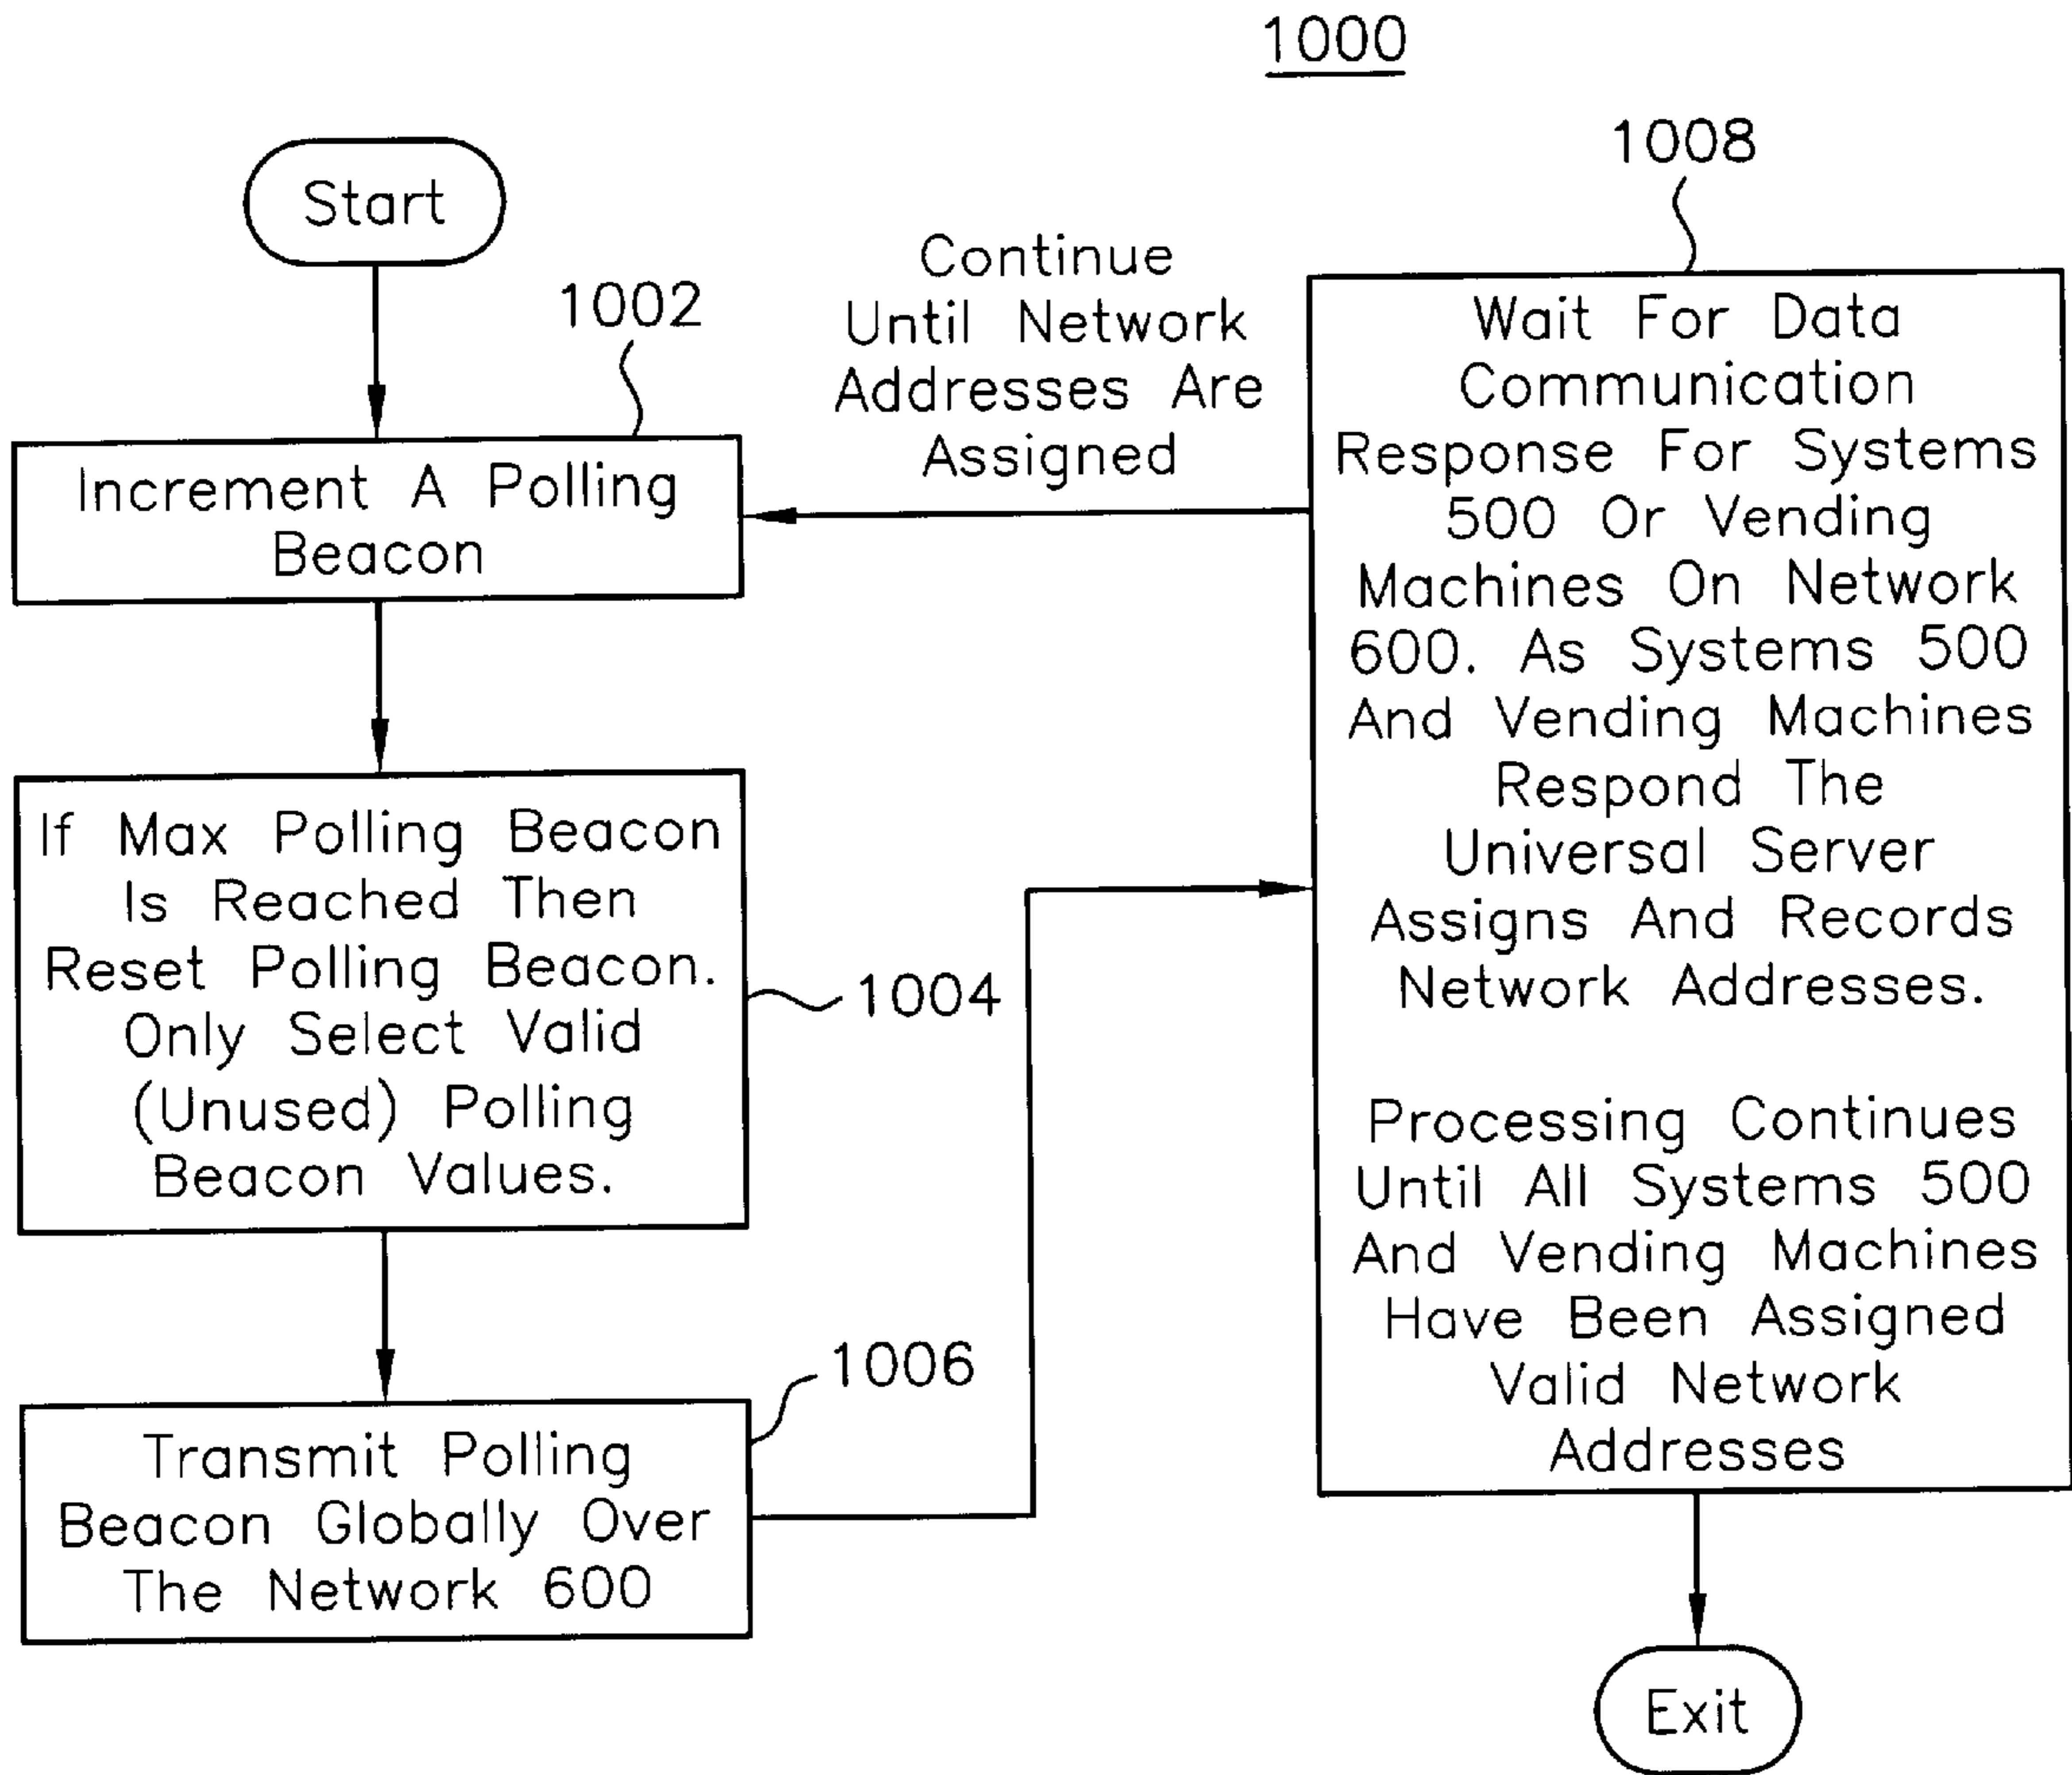 1000
Start
1002
Increment A Polling
Beacon
If Max Polling Beacon
Is Reached Then
Reset Polling Beacon.
Only Select Valid
(Unused) Polling
Beacon Values.
1004
Transmit Polling
Beacon Globally Over
The Network 600
1006
Continue
Until Network
Addresses Are
Assigned
1008
Wait For Data
Communication
Response For Systems
500 Or Vending
Machines On Network
600. As Systems 500
And Vending Machines
Respond The
Universal Server
Assigns And Records
Network Addresses.
Processing Continues
Until All Systems 500
And Vending Machines
Have Been Assigned
Valid Network
Addresses
Exit